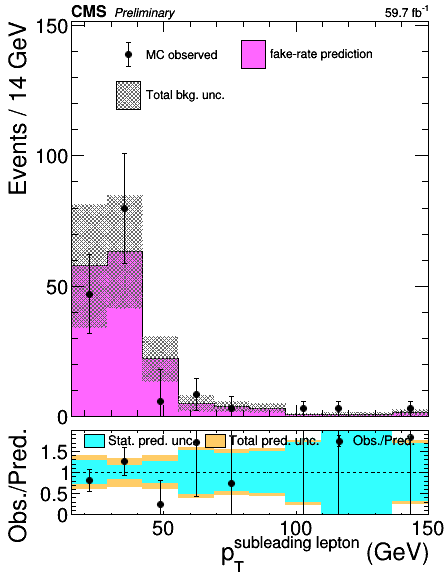 CMS Preliminary 59.7 fb-1
Events / 14 GeV
150
MC observed
fake-rate prediction
Total bkg. unc.
100
50
0
Obs./Pred.
Stat. pred. unc. Total pred. unc. Obs./Pred.
1.5
1
0.5
0
50 100 150
pTsubleading lepton (GeV)